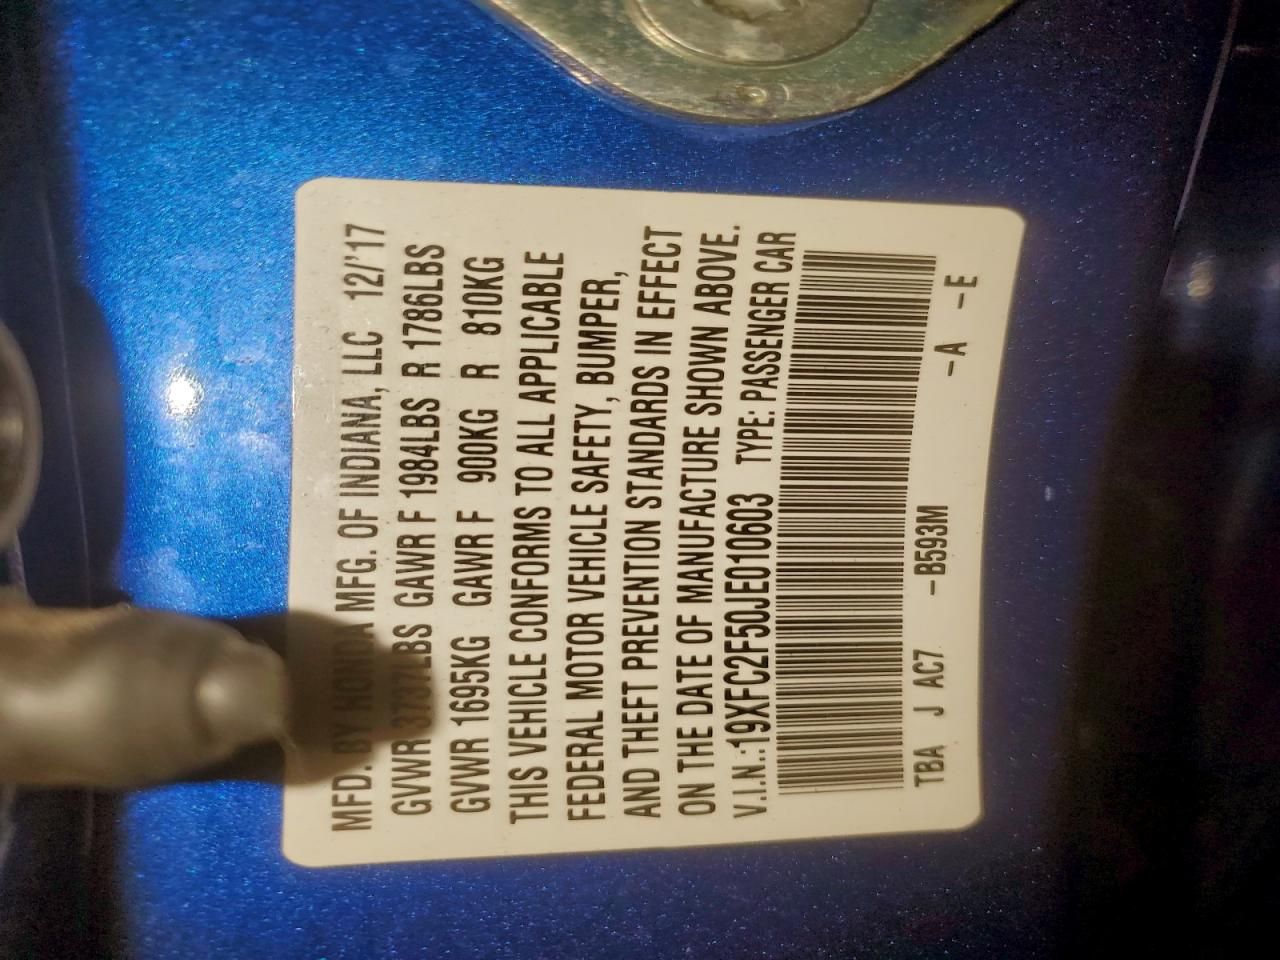 MFD. BY HONDA MFG. OF INDIANA, LLC 12/'17
GVWR 3737LBS GAWR F 1984LBS R 1786LBS
GVWR 1695KG GAWR F 900KG R 810KG
THIS VEHICLE CONFORMS TO ALL APPLICABLE
FEDERAL MOTOR VEHICLE SAFETY, BUMPER,
AND THEFT PREVENTION STANDARDS IN EFFECT
ON THE DATE OF MANUFACTURE SHOWN ABOVE.
V.I.N.:19XFC2F50JE010603 TYPE: PASSENGER CAR
TBA J AC7 -B593M -A -E